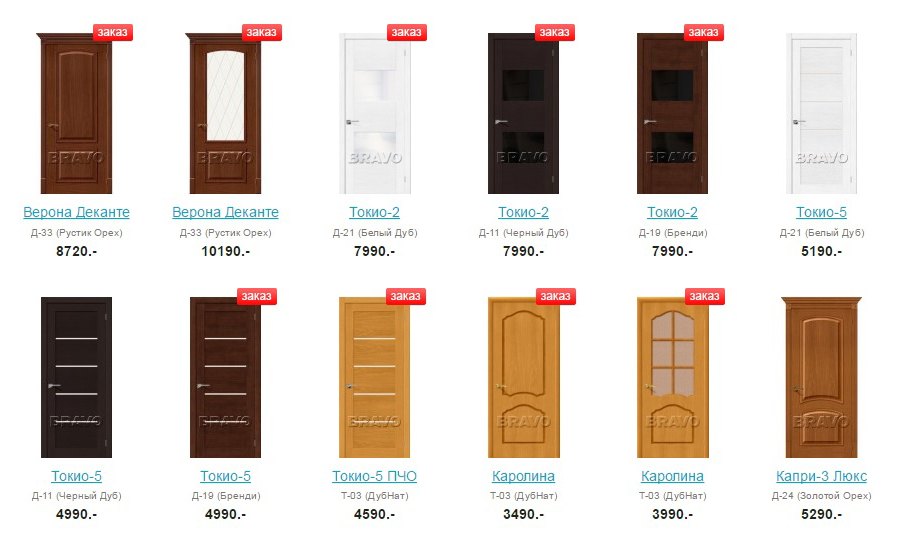 заказ заказ заказ заказ заказ
BRAVO BRAVO BRAVO BRAVO BRAVO BRAVO
Верона Деканте Верона Деканте Токио-2 Токио-2 Токио-2 Токио-5
Д-33 (Рустик Орех) Д-33 (Рустик Орех) Д-21 (Белый Дуб) Д-11 (Черный Дуб) Д-19 (Бренди) Д-21 (Белый Дуб)
8720.- 10190.- 7990.- 7990.- 7990.- 5190.-
заказ заказ заказ заказ
BRAVO BRAVO BRAVO BRAVO BRAVO BRAVO
Токио-5 Токио-5 Токио-5 ПЧО Каролина Каролина Капри-3 Люкс
Д-11 (Черный Дуб) Д-19 (Бренди) Т-03 (ДубНат) Т-03 (ДубНат) Т-03 (ДубНат) Д-24 (Золотой Орех)
4990.- 4990.- 4590.- 3490.- 3990.- 5290.-